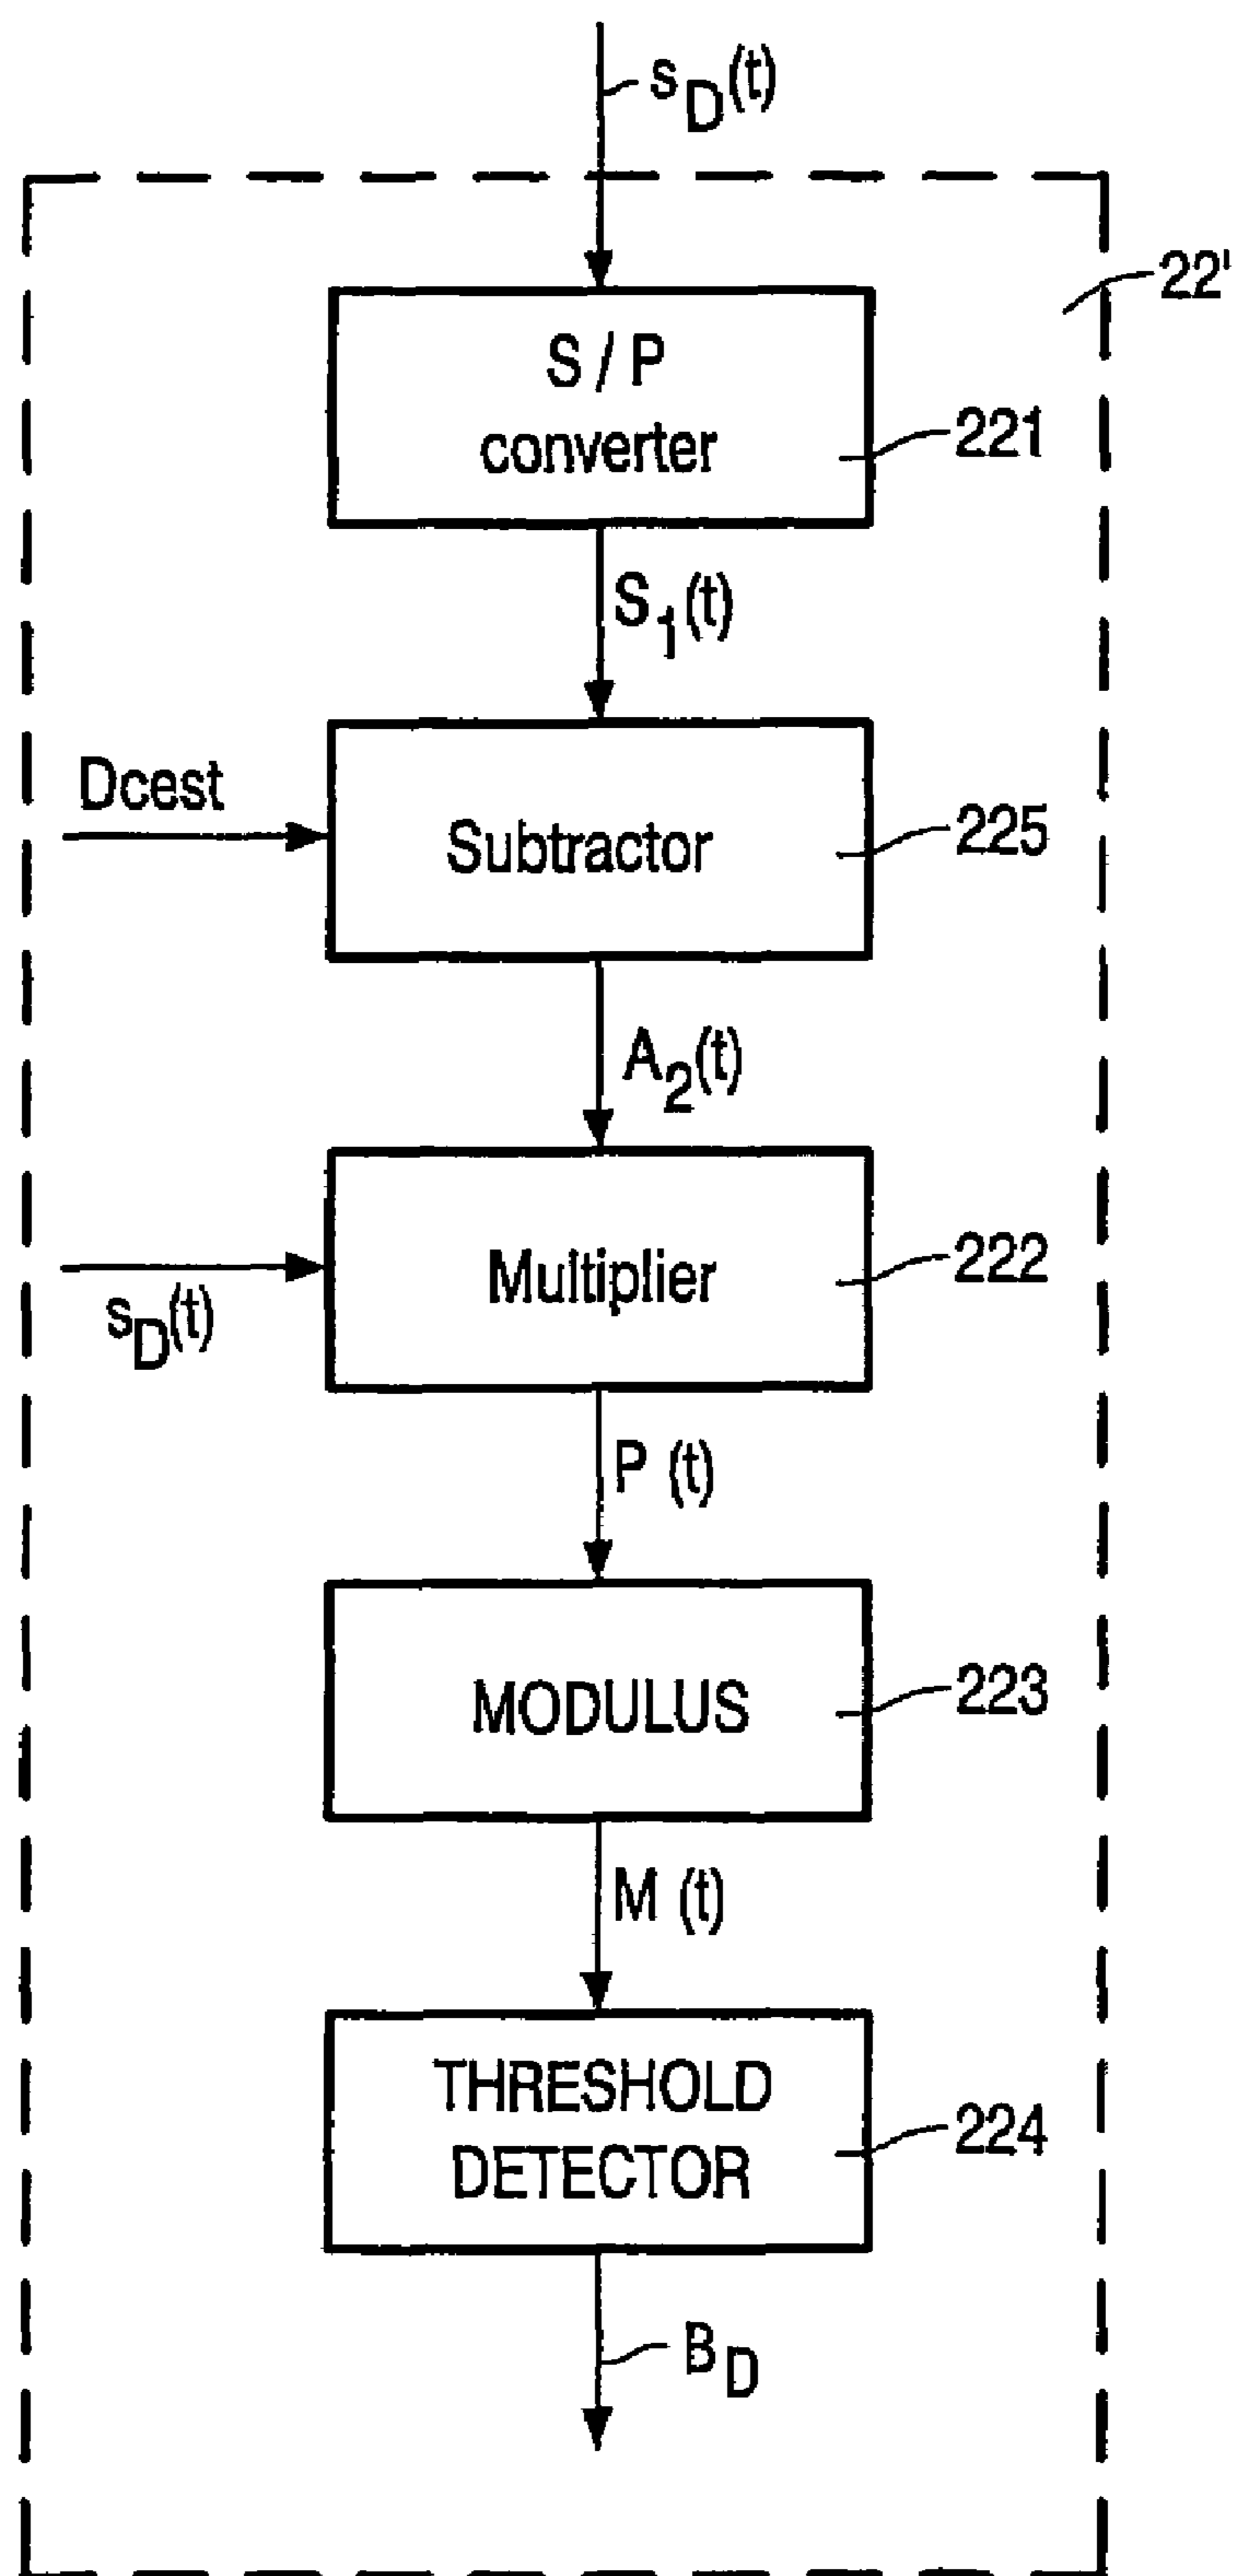 s_D(t)
22'
S / P
converter
221
S_1(t)
Dcest
Subtractor
225
A_2(t)
s_D(t)
Multiplier
222
P (t)
MODULUS
223
M (t)
THRESHOLD
DETECTOR
224
B_D